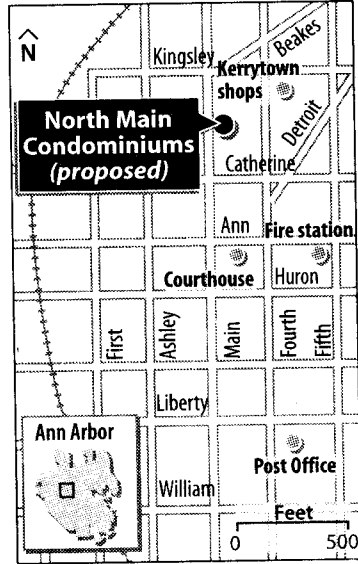 N
Kingsley
Beakes
Kerrytown
shops
North Main
Condominiums
(proposed)
Detroit
Catherine
Ann
Fire station
Courthouse
Huron
First
Ashley
Main
Fourth
Fifth
Liberty
Ann Arbor
Post Office
William
Feet
0 500